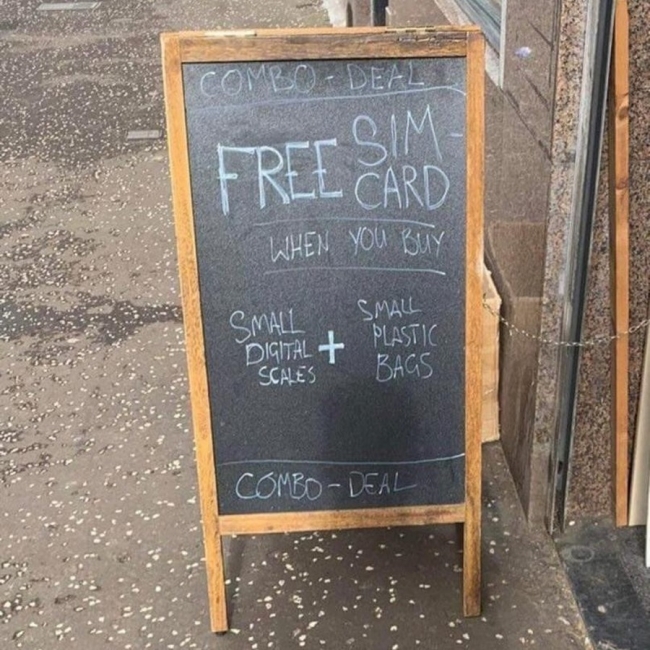 COMBO - DEAL
FREE SIM-
CARD
WHEN YOU BUY
SMALL
DIGITAL
SCALES
+
SMALL
PLASTIC
BAGS
COMBO - DEAL